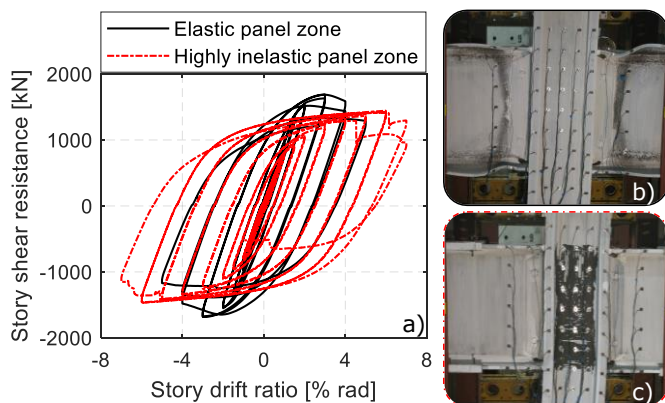 Elastic panel zone
Highly inelastic panel zone
Story shear resistance [kN]
2000
1000
0
-1000
-2000
-8
-4
0
4
8
Story drift ratio [% rad]
a)
b)
c)